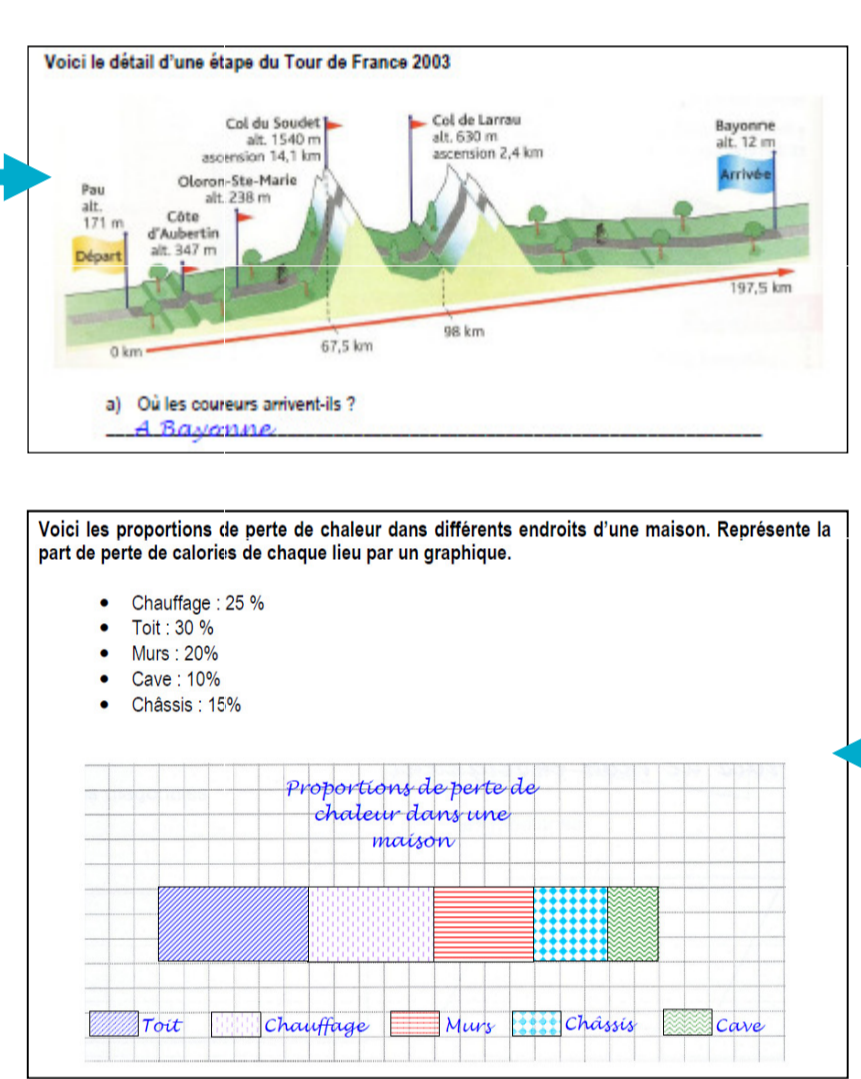 Voici le détail d'une étape du Tour de France 2003
Col du Soudet
alt. 1540 m
ascension 14,1 km
Col de Larrau
alt. 630 m
ascension 2,4 km
Bayonne
alt. 12 m
Arrivée
Pau
alt.
171 m
Départ
Oloron-Ste-Marie
alt. 238 m
Côte
d'Aubertin
alt. 347 m
0 km
67,5 km
98 km
197,5 km
a) Où les coureurs arrivent-ils ?
A Bayonne
Voici les proportions de perte de chaleur dans différents endroits d'une maison. Représente la
part de perte de calories de chaque lieu par un graphique.
• Chauffage : 25 %
• Toit : 30 %
• Murs : 20%
• Cave : 10%
• Châssis : 15%
Proportions de perte de
chaleur dans une
maison
Toit Chauffage Murs Châssis Cave